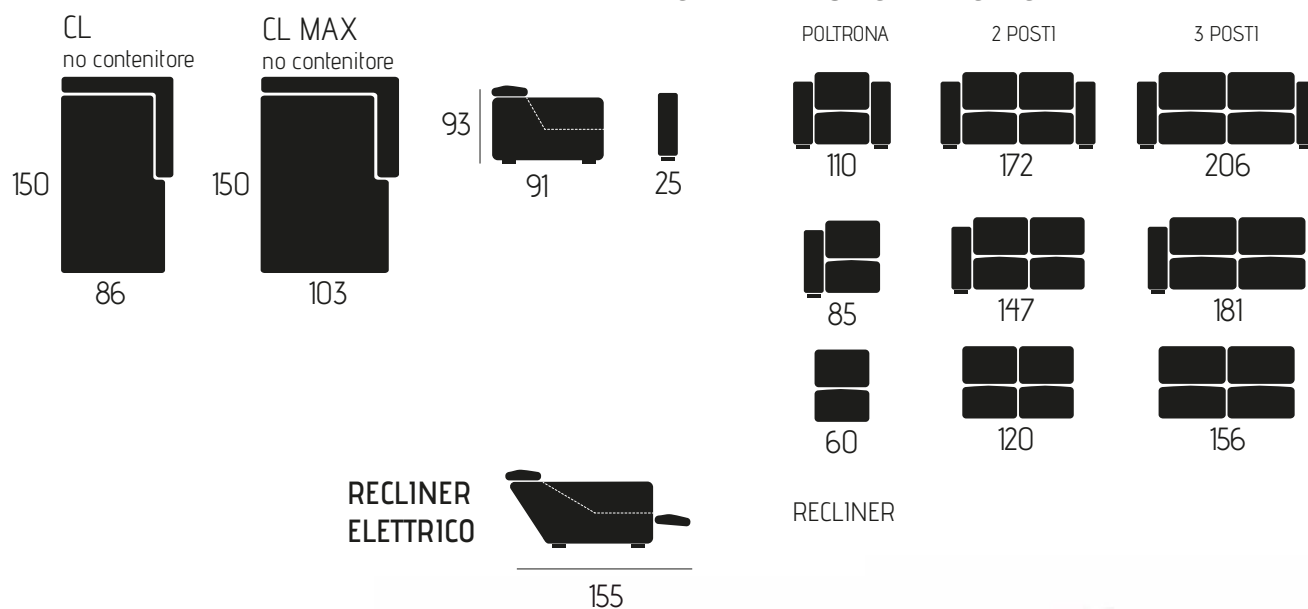 CL
no contenitore
150
86
CL MAX
no contenitore
150
103
93
91
25
POLTRONA
2 POSTI
3 POSTI
110
172
206
85
147
181
60
120
156
RECLINER
ELETTRICO
155
RECLINER